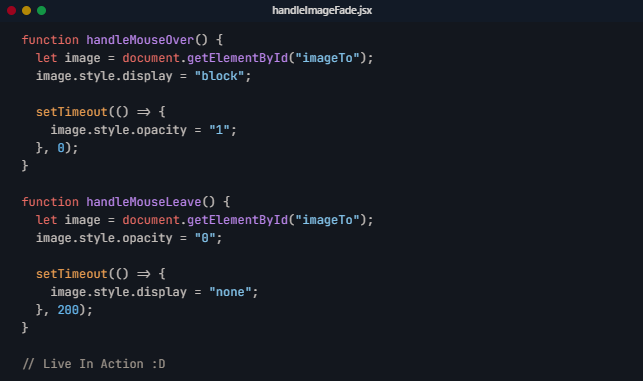 handleImageFade.jsx
function handleMouseOver() {
  let image = document.getElementById("imageTo");
  image.style.display = "block";

  setTimeout(() => {
    image.style.opacity = "1";
  }, 0);
}

function handleMouseLeave() {
  let image = document.getElementById("imageTo");
  image.style.opacity = "0";

  setTimeout(() => {
    image.style.display = "none";
  }, 200);
}

// Live In Action :D